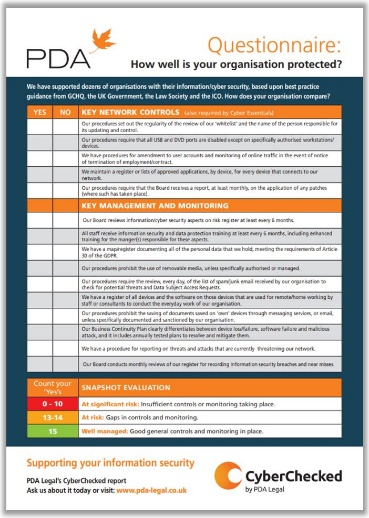 PDA
Questionnaire:
How well is your organisation protected?
We have supported dozens of organisations with their information/cyber security, based upon best practice
guidance from GCHQ, the UK Government, the Law Society and the ICO. How does your organisation compare?
YES NO KEY NETWORK CONTROLS (also required by Cyber Essentials)
Our procedures set out the regularity of the review of our 'whitelist' and the name of the person responsible for
its updating and control.
Our procedures require that all USB and DVD ports are disabled except on specifically authorised workstations/
devices.
We have procedures for amendment to user accounts and monitoring of online traffic in the event of notice
of termination of employment/contract.
We maintain a register or lists of approved applications, by device, for every device that connects to our
network.
Our procedures require that the Board receives a report, at least monthly, on the application of any patches
(where such has taken place).
KEY MANAGEMENT AND MONITORING
Our Board reviews information/cyber security aspects on risk register at least every 6 months.
All staff receive information security and data protection training at least every 6 months, including enhanced
training for the manger(s) responsible for these aspects.
We have a map/register documenting all of the personal data that we hold, meeting the requirements of Article
30 of the GDPR.
Our procedures prohibit the use of removable media, unless specifically authorised or managed.
Our procedures require the review, every day, of the list of spam/junk email received by our organisation to
check for potential threats and Data Subject Access Requests.
We have a register of all devices and the software on those devices that are used for remote/home working by
staff or consultants to conduct the everyday work of our organisation.
Our procedures prohibit the saving of documents based on 'own' devices through messaging services, or email,
unless specifically documented and sanctioned by our organisation.
Our Business Continuity Plan clearly differentiates between device loss/failure, software failure and malicious
attack, and it includes annually tested plans to resolve and mitigate them.
We have a procedure for reporting on threats and attacks that are currently threatening our network.
Our Board conducts monthly reviews of our register for recording information security breaches and near misses.
Count your
'Yes's SNAPSHOT EVALUATION
0 - 10 At significant risk: Insufficient controls or monitoring taking place.
13-14 At risk: Gaps in controls and monitoring.
15 Well managed: Good general controls and monitoring in place.
Supporting your information security
PDA Legal's CyberChecked report
Ask us about it today or visit: www.pda-legal.co.uk
CyberChecked
by PDA Legal